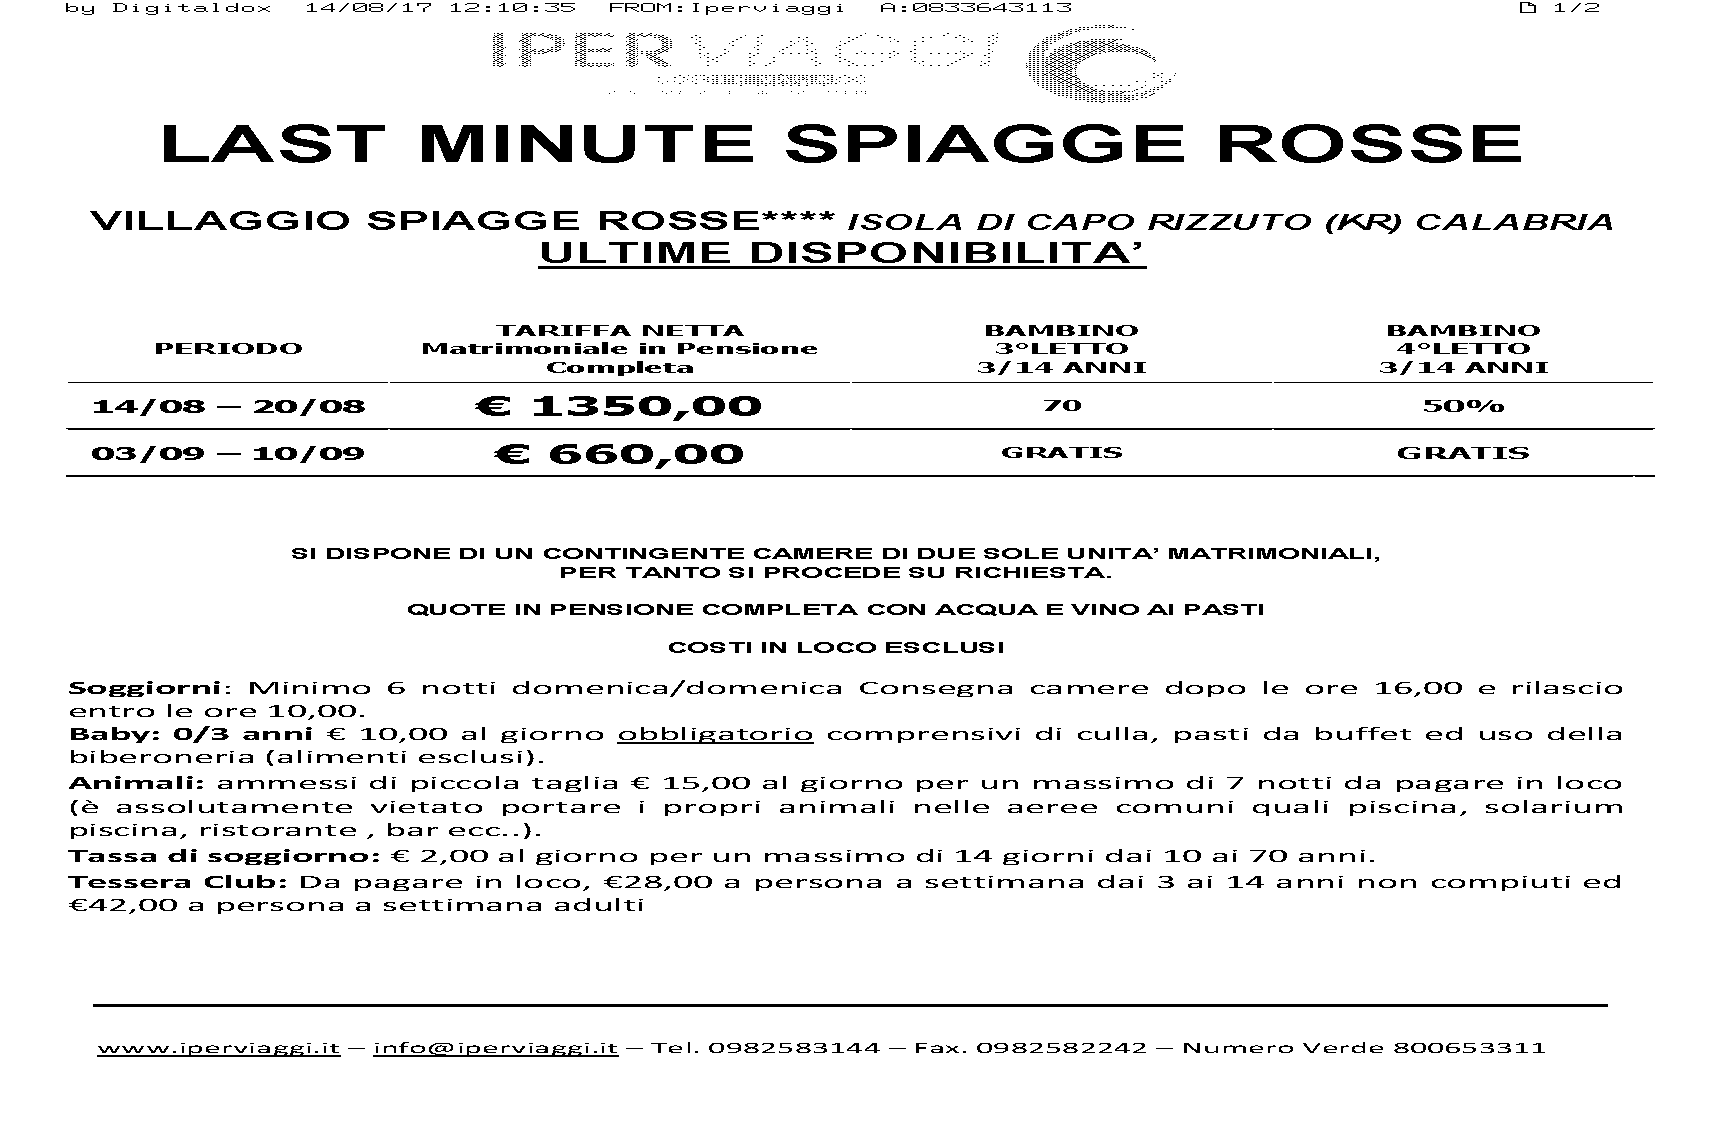 by Digitaldox 14/08/17 12:10:35 FROM:Iperviaggi A:0833643113 1/2
IPERVIAGGI
LAST MINUTE SPIAGGE ROSSE
VILLAGGIO SPIAGGE ROSSE**** ISOLA DI CAPO RIZZUTO (KR) CALABRIA
ULTIME DISPONIBILITA’
PERIODO TARIFFA NETTA Matrimoniale in Pensione Completa BAMBINO 3°LETTO 3/14 ANNI BAMBINO 4°LETTO 3/14 ANNI
14/08 – 20/08 € 1350,00 70 50%
03/09 – 10/09 € 660,00 GRATIS GRATIS
SI DISPONE DI UN CONTINGENTE CAMERE DI DUE SOLE UNITA’ MATRIMONIALI,
PER TANTO SI PROCEDE SU RICHIESTA.
QUOTE IN PENSIONE COMPLETA CON ACQUA E VINO AI PASTI
COSTI IN LOCO ESCLUSI
Soggiorni: Minimo 6 notti domenica/domenica Consegna camere dopo le ore 16,00 e rilascio
entro le ore 10,00.
Baby: 0/3 anni € 10,00 al giorno obbligatorio comprensivi di culla, pasti da buffet ed uso della
biberoneria (alimenti esclusi).
Animali: ammessi di piccola taglia € 15,00 al giorno per un massimo di 7 notti da pagare in loco
(è assolutamente vietato portare i propri animali nelle aeree comuni quali piscina, solarium
piscina, ristorante , bar ecc..).
Tassa di soggiorno: € 2,00 al giorno per un massimo di 14 giorni dai 10 ai 70 anni.
Tessera Club: Da pagare in loco, €28,00 a persona a settimana dai 3 ai 14 anni non compiuti ed
€42,00 a persona a settimana adulti
www.iperviaggi.it – info@iperviaggi.it – Tel. 0982583144 – Fax. 0982582242 – Numero Verde 800653311